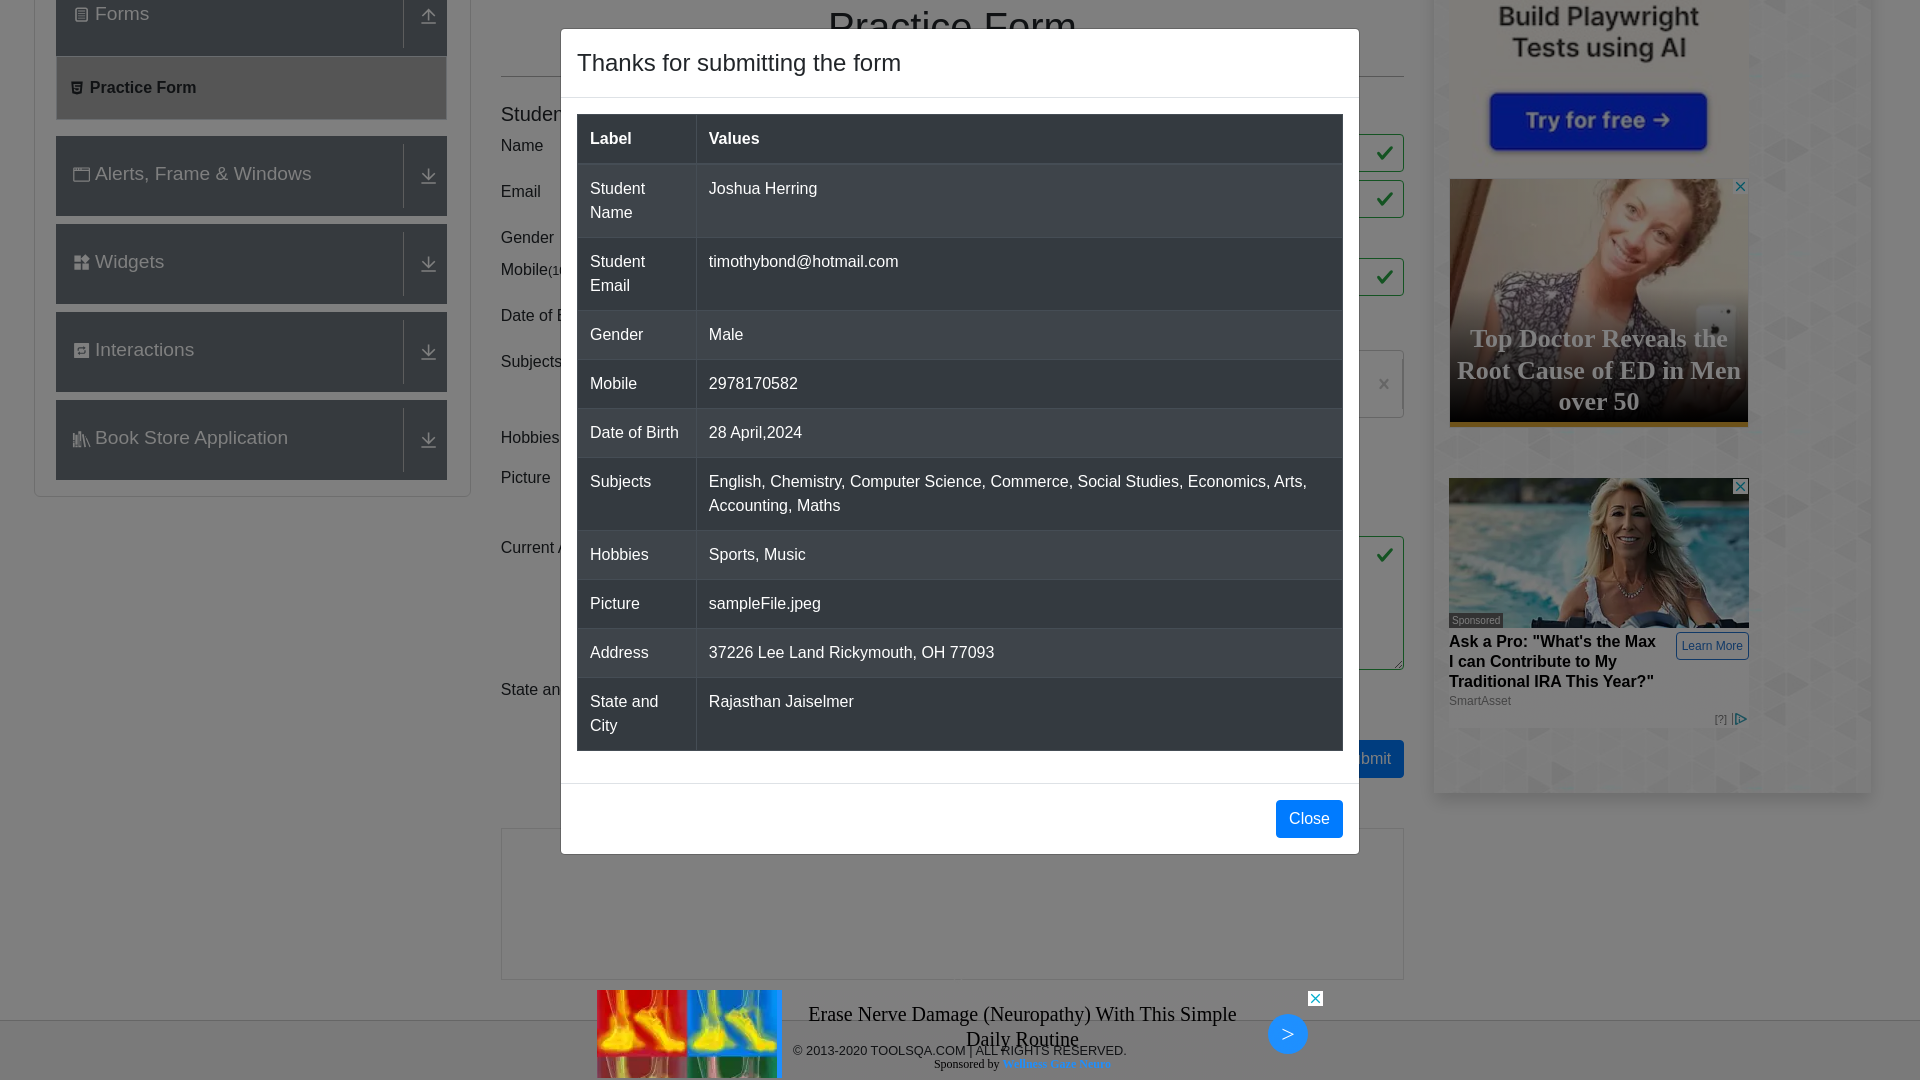 Forms
Practice Form
Alerts, Frame & Windows
Widgets
Interactions
Book Store Application
Practice Form
Student
Name
Email
Gender
Mobile(10
Date of B
Subjects
Hobbies
Picture
Current A
State an
Submit
Thanks for submitting the form
Label Values
Student Name Joshua Herring
Student Email timothybond@hotmail.com
Gender Male
Mobile 2978170582
Date of Birth 28 April,2024
Subjects English, Chemistry, Computer Science, Commerce, Social Studies, Economics, Arts,
Accounting, Maths
Hobbies Sports, Music
Picture sampleFile.jpeg
Address 37226 Lee Land Rickymouth, OH 77093
State and City Rajasthan Jaiselmer
Close
Build Playwright
Tests using AI
Try for free →
Top Doctor Reveals the
Root Cause of ED in Men
over 50
Sponsored
Ask a Pro: "What's the Max
I can Contribute to My
Traditional IRA This Year?"
Learn More
SmartAsset
[?]
Erase Nerve Damage (Neuropathy) With This Simple
Daily Routine
>
© 2013-2020 TOOLSQA.COM | ALL RIGHTS RESERVED.
Sponsored by